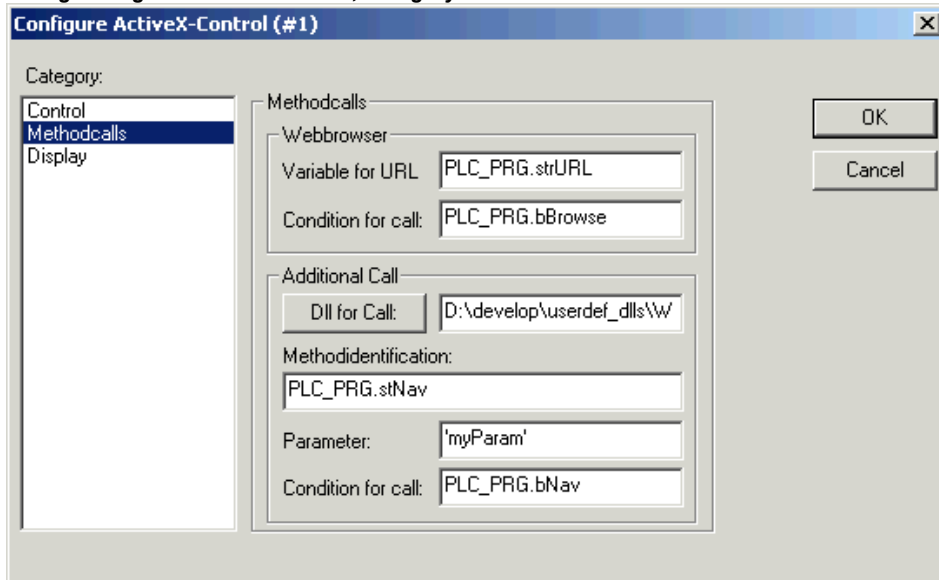 Configure ActiveX-Control (#1)
Category:
Control
Methodcalls
Display
Methodcalls
Webbrowser
Variable for URL PLC_PRG.strURL
Condition for call: PLC_PRG.bBrowse
Additional Call
Dll for Call: D:\develop\userdef_dlls\W
Methodidentification:
PLC_PRG.stNav
Parameter: 'myParam'
Condition for call: PLC_PRG.bNav
OK
Cancel